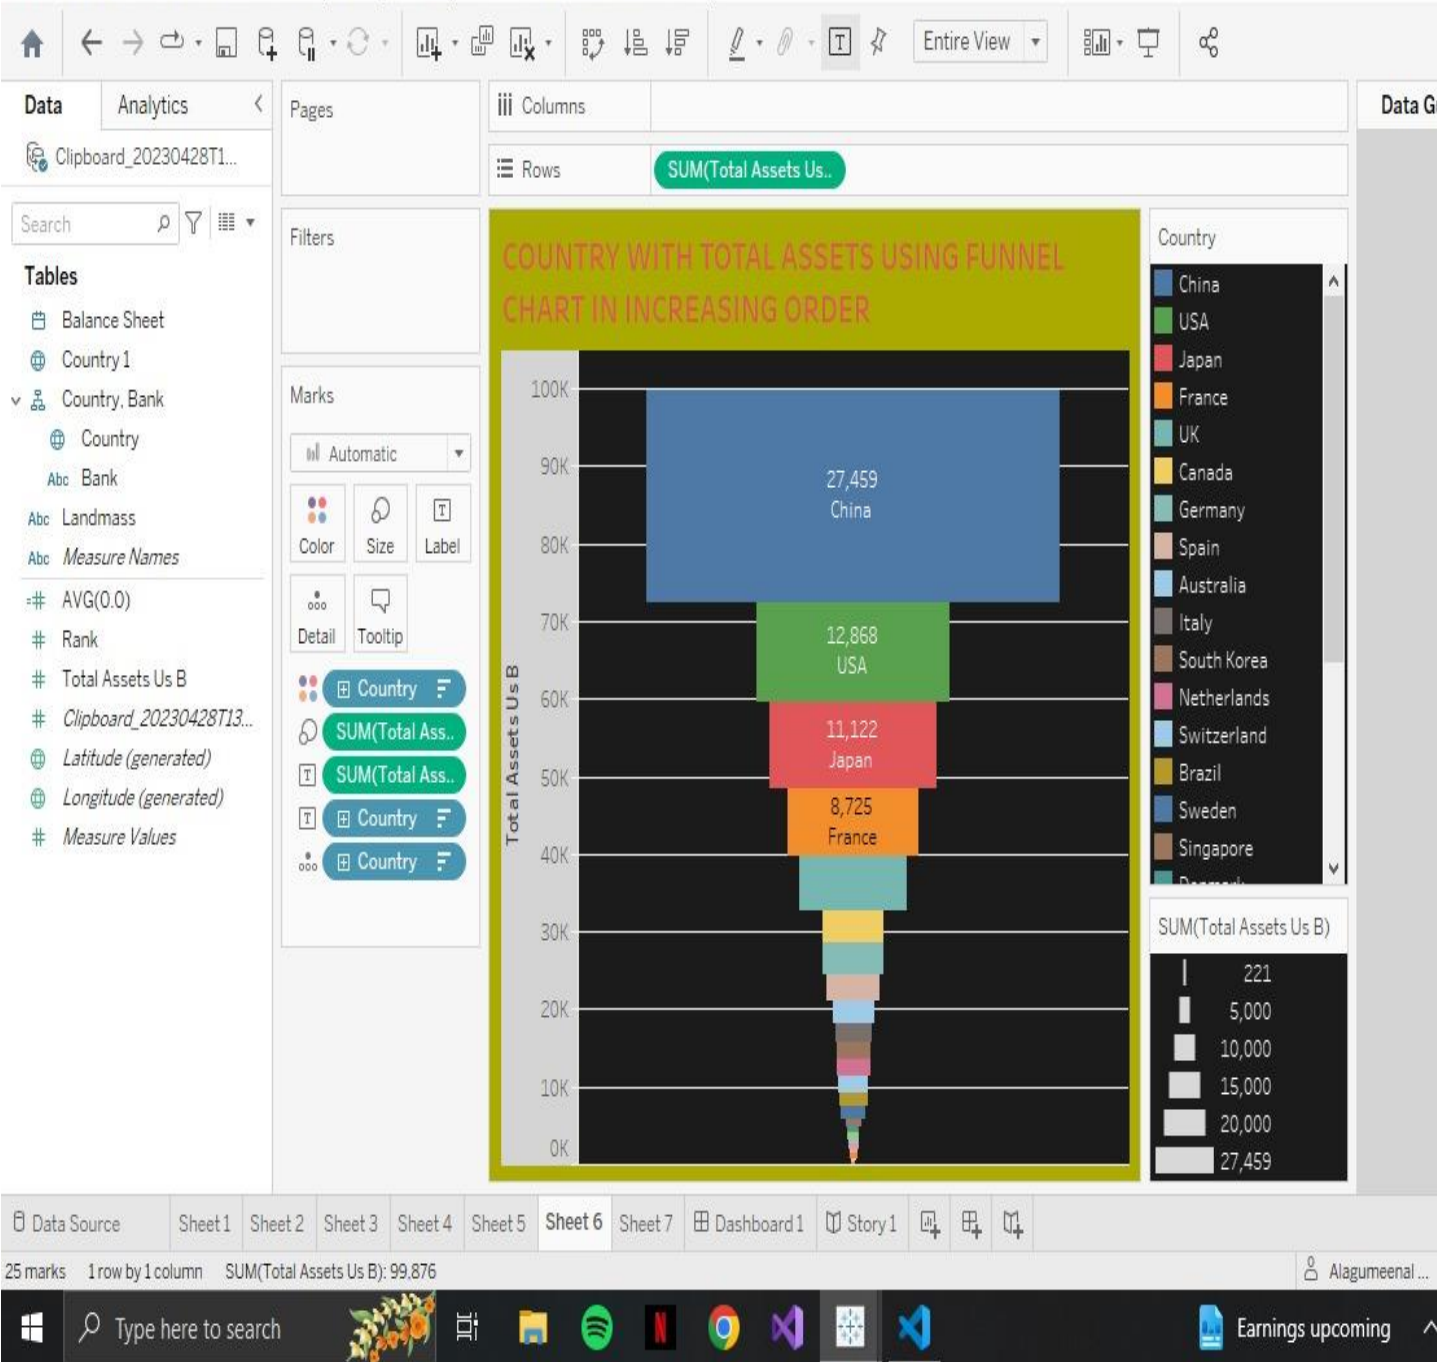 Entire View
Data
Analytics
Clipboard_20230428T1...
Search
Tables
Balance Sheet
Country 1
Country, Bank
Country
Abc Bank
Abc Landmass
Abc Measure Names
=# AVG(0.0)
# Rank
# Total Assets Us B
# Clipboard_20230428T13...
Latitude (generated)
Longitude (generated)
# Measure Values
Pages
Filters
Marks
Automatic
Color Size Label
Detail Tooltip
Country
SUM(Total Ass..
SUM(Total Ass..
Country
Country
iii Columns
Rows
SUM(Total Assets Us..
COUNTRY WITH TOTAL ASSETS USING FUNNEL
CHART IN INCREASING ORDER
Total Assets Us B
100K
90K
80K
70K
60K
50K
40K
30K
20K
10K
0K
27,459
China
12,868
USA
11,122
Japan
8,725
France
Country
China
USA
Japan
France
UK
Canada
Germany
Spain
Australia
Italy
South Korea
Netherlands
Switzerland
Brazil
Sweden
Singapore
Denmark
SUM(Total Assets Us B)
221
5,000
10,000
15,000
20,000
27,459
Data G
Data Source Sheet 1 Sheet 2 Sheet 3 Sheet 4 Sheet 5 Sheet 6 Sheet 7 Dashboard 1 Story 1
25 marks 1 row by 1 column SUM(Total Assets Us B): 99,876
Alagumeenal ...
Type here to search
N
Earnings upcoming